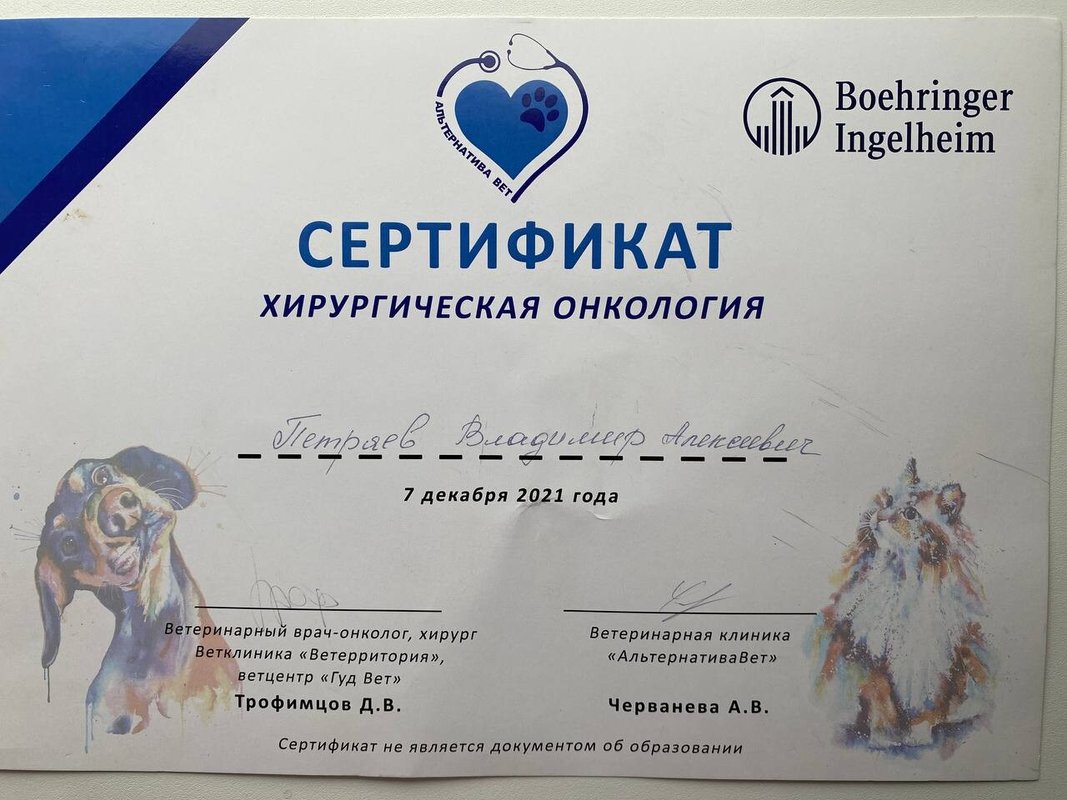 АЛЬТЕРНАТИВА ВЕТ
Boehringer
Ingelheim
СЕРТИФИКАТ
ХИРУРГИЧЕСКАЯ ОНКОЛОГИЯ
Петряев Владимир Алексеевич
7 декабря 2021 года
Ветеринарный врач-онколог, хирург
Ветклиника «Ветерритория»,
ветцентр «Гуд Вет»
Трофимцов Д.В.
Ветеринарная клиника
«АльтернативаВет»
Черванева А.В.
Сертификат не является документом об образовании